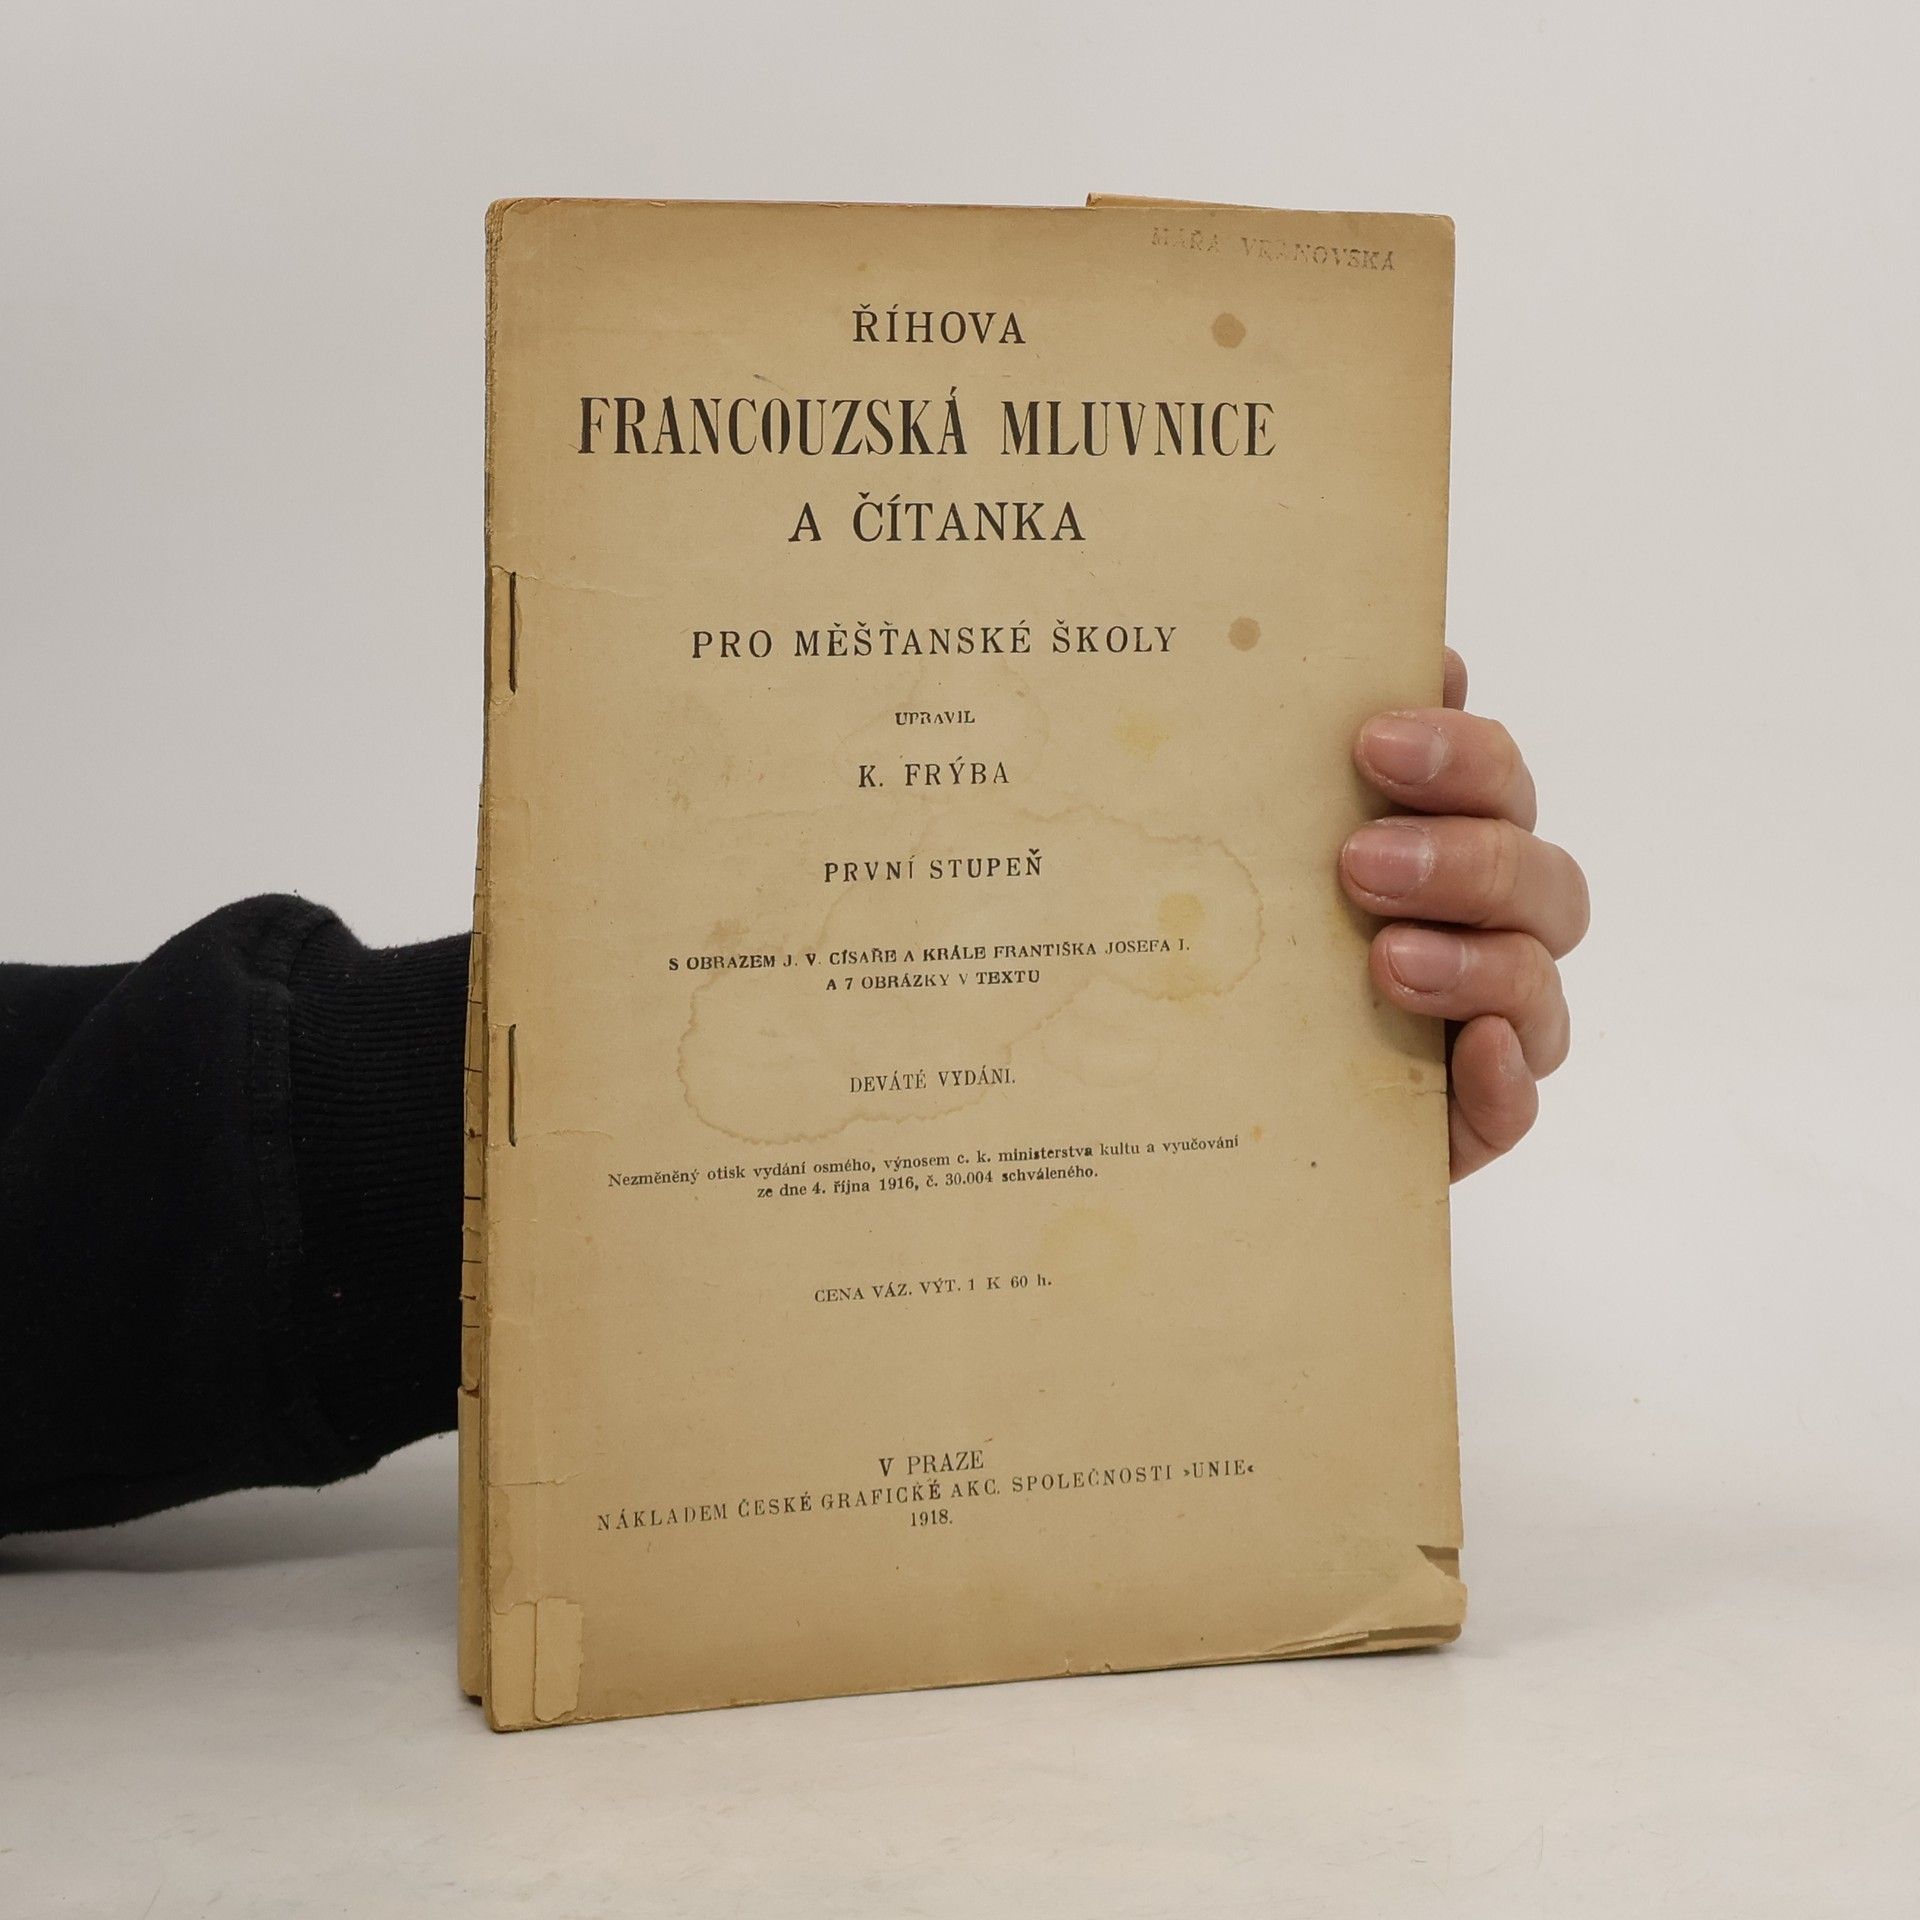 MÁŘA VRANOVSKÁ
ŘÍHOVA
FRANCOUZSKÁ MLUVNICE
A ČÍTANKA
PRO MĚŠŤANSKÉ ŠKOLY
UPRAVIL
K. FRÝBA
PRVNÍ STUPEŇ
S OBRAZEM J. V. CÍSAŘE A KRÁLE FRANTIŠKA JOSEFA I.
A 7 OBRÁZKY V TEXTU
DEVÁTÉ VYDÁNI.
Nezměněný otisk vydání osmého, výnosem c. k. ministerstva kultu a vyučování
ze dne 4. října 1916, č. 30.004 schváleného.
CENA VÁZ. VÝT. 1 K 60 h.
V PRAZE
NÁKLADEM ČESKÉ GRAFICKÉ AKC. SPOLEČNOSTI »UNIE«
1918.